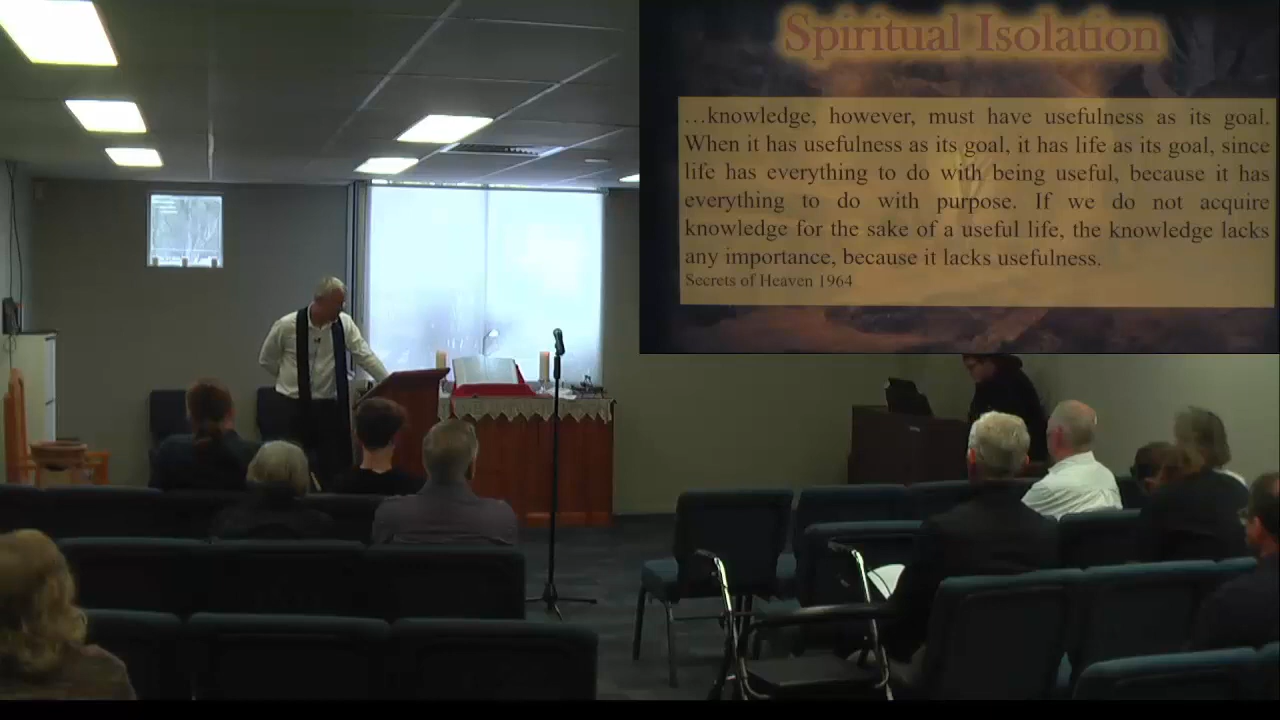 Spiritual Isolation
…knowledge, however, must have usefulness as its goal.
When it has usefulness as its goal, it has life as its goal, since
life has everything to do with being useful, because it has
everything to do with purpose. If we do not acquire
knowledge for the sake of a useful life, the knowledge lacks
any importance, because it lacks usefulness.
Secrets of Heaven 1964